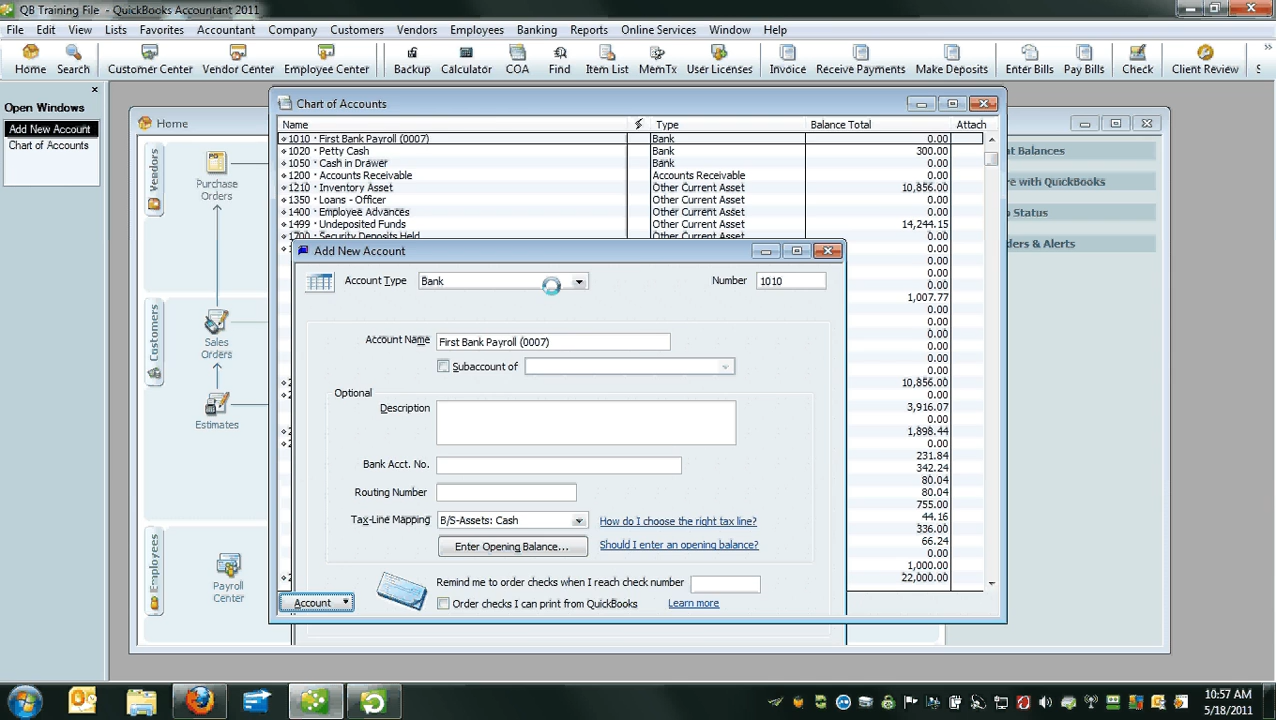 QB Training File - QuickBooks Accountant 2011
File Edit View Lists Favorites Accountant Company Customers Vendors Employees Banking Reports Online Services Window Help
Home Search Customer Center Vendor Center Employee Center Backup Calculator COA Find Item List MemTx User Licenses Invoice Receive Payments Make Deposits Enter Bills Pay Bills Check Client Review
Open Windows
Add New Account
Chart of Accounts
Home
Vendors
Purchase
Orders
Customers
Sales
Orders
Estimates
Employees
Payroll
Center
Chart of Accounts
Name Type Balance Total Attach
1010 · First Bank Payroll (0007) Bank 0.00
1020 · Petty Cash Bank 300.00
1050 · Cash in Drawer Bank 0.00
1200 · Accounts Receivable Accounts Receivable 0.00
1210 · Inventory Asset Other Current Asset 10,856.00
1350 · Loans - Officer Other Current Asset 0.00
1400 · Employee Advances Other Current Asset 0.00
1499 · Undeposited Funds Other Current Asset 14,244.15
1700 · Security Deposits Held Other Current Asset 0.00
0.00
0.00
0.00
0.00
1,007.77
0.00
0.00
0.00
0.00
0.00
0.00
10,856.00
0.00
3,916.07
0.00
1,898.44
0.00
231.84
342.24
80.04
80.04
755.00
44.16
336.00
66.24
0.00
1,000.00
22,000.00
Add New Account
Account Type Bank Number 1010
Account Name First Bank Payroll (0007)
Subaccount of
Optional
Description
Bank Acct. No.
Routing Number
Tax-Line Mapping B/S-Assets: Cash How do I choose the right tax line?
Enter Opening Balance... Should I enter an opening balance?
Remind me to order checks when I reach check number
Order checks I can print from QuickBooks Learn more
Account
10:57 AM
5/18/2011